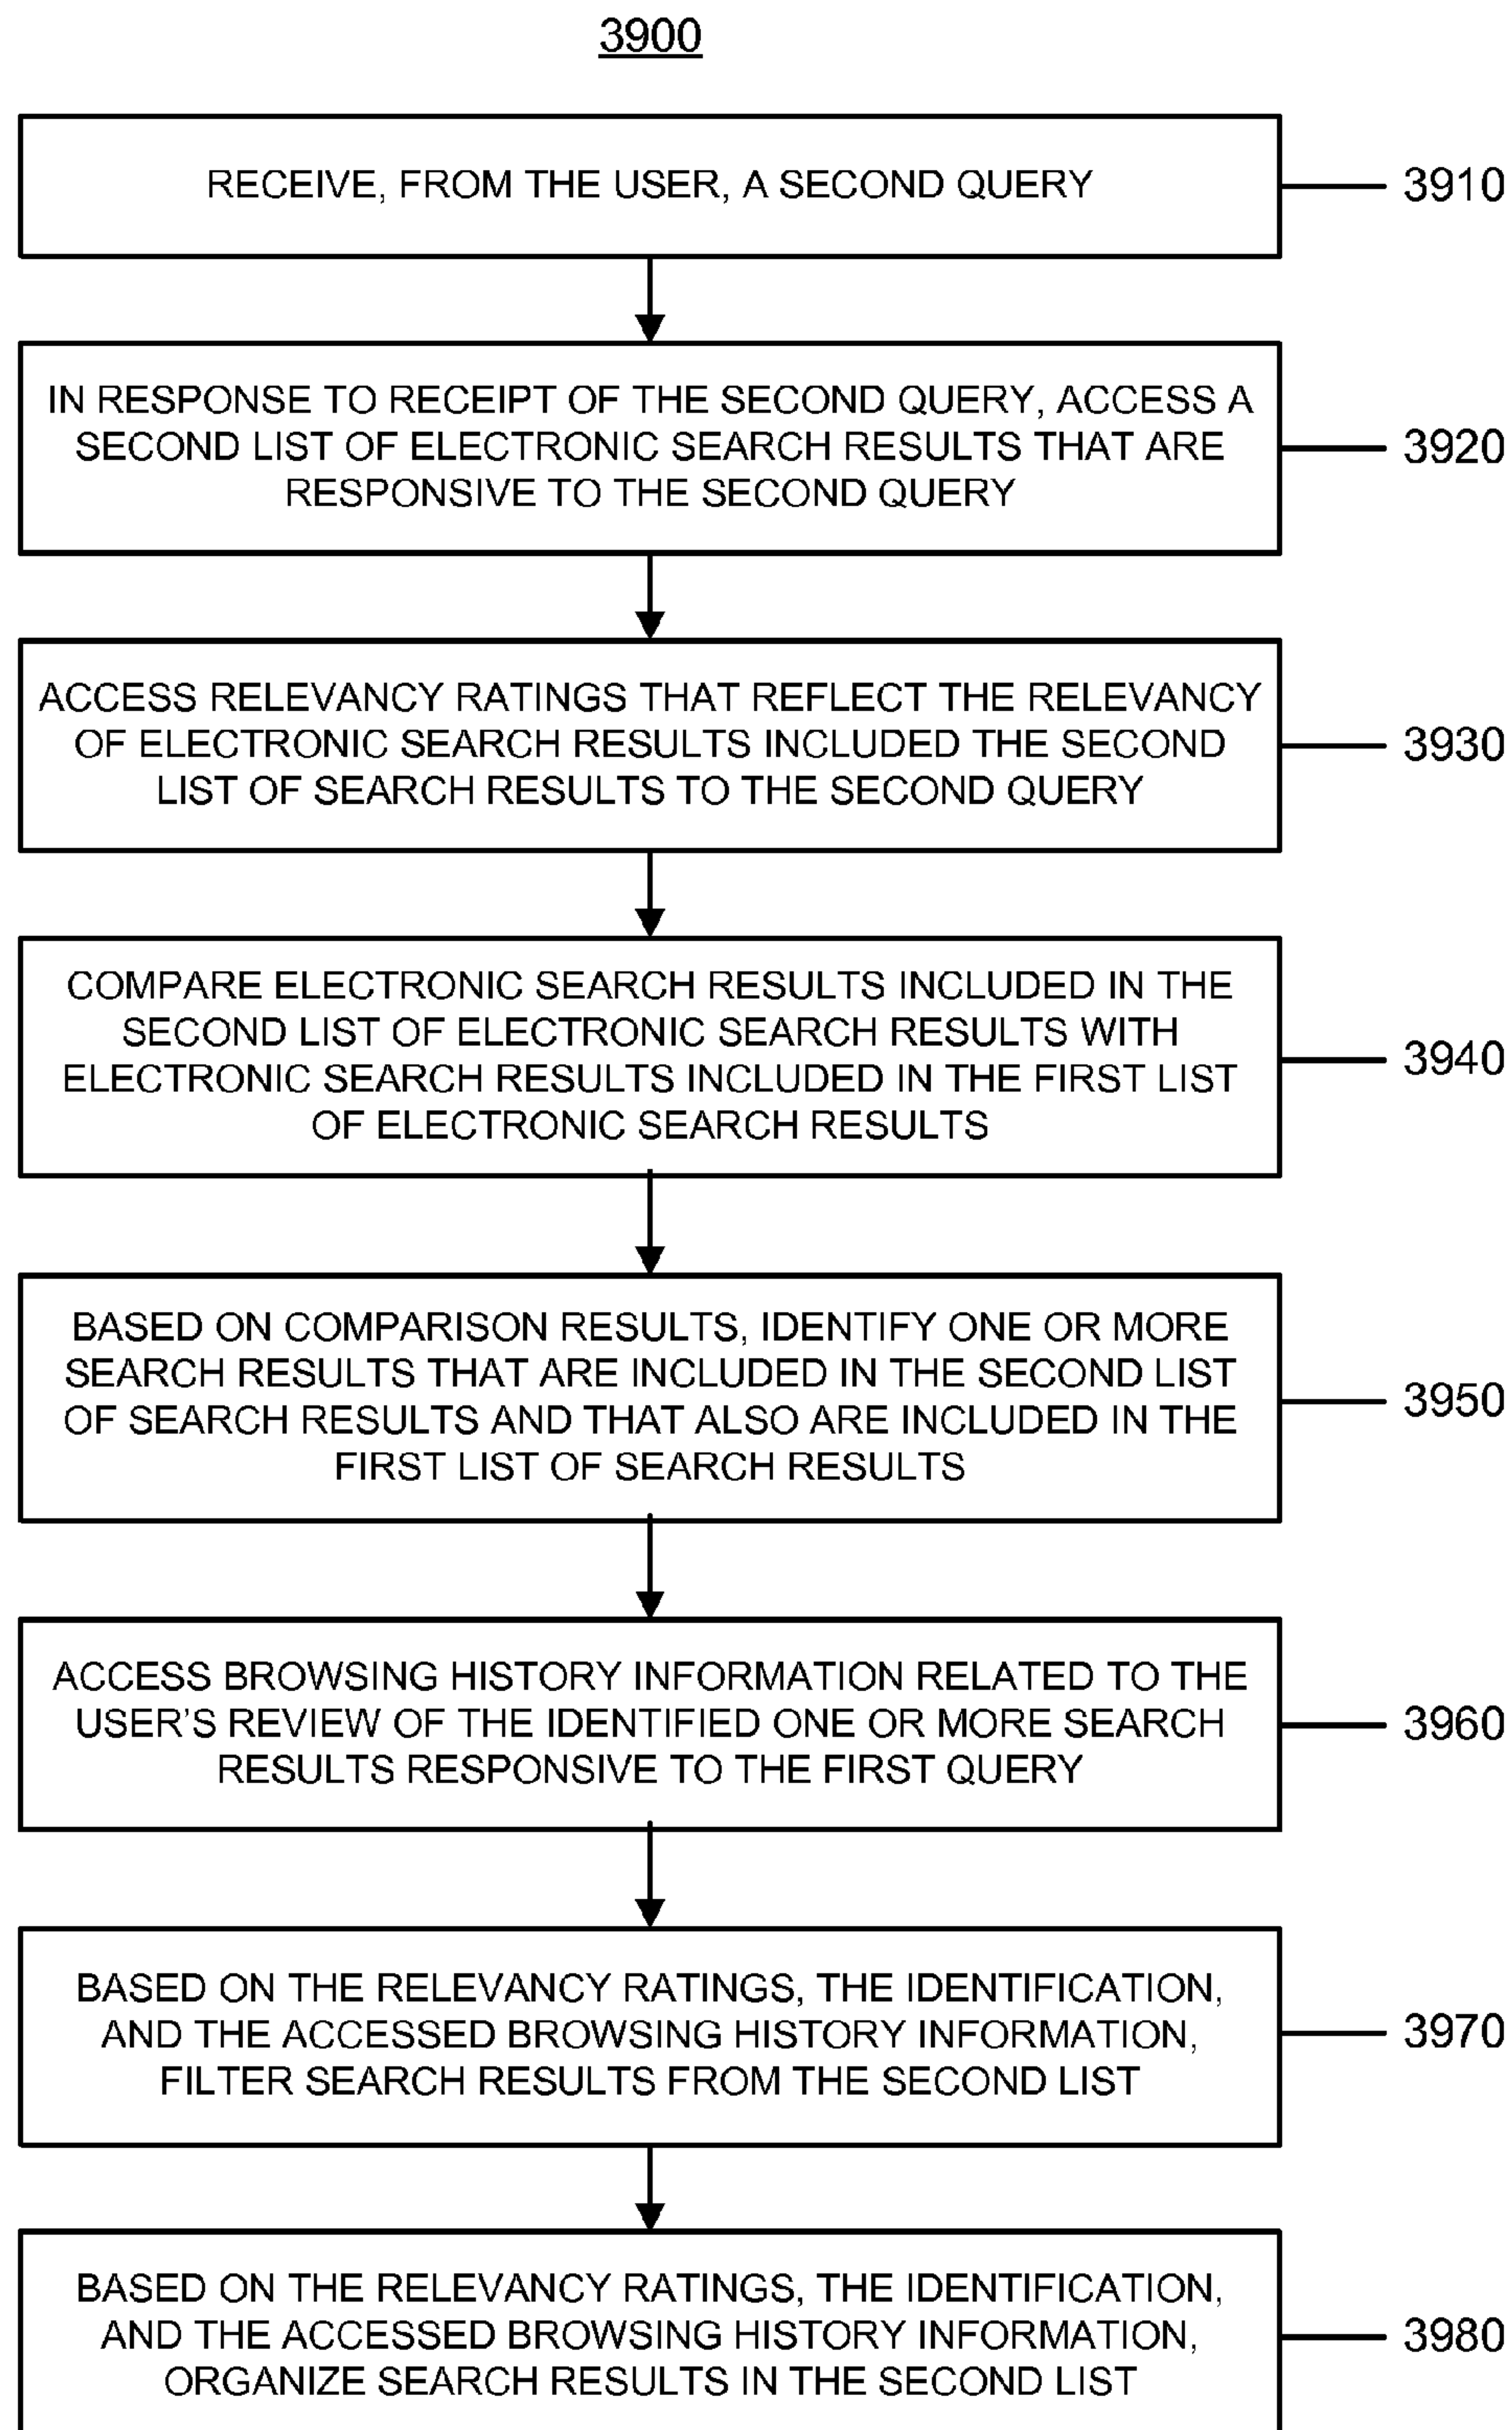 3900
RECEIVE, FROM THE USER, A SECOND QUERY
3910
IN RESPONSE TO RECEIPT OF THE SECOND QUERY, ACCESS A
SECOND LIST OF ELECTRONIC SEARCH RESULTS THAT ARE
RESPONSIVE TO THE SECOND QUERY
3920
ACCESS RELEVANCY RATINGS THAT REFLECT THE RELEVANCY
OF ELECTRONIC SEARCH RESULTS INCLUDED THE SECOND
LIST OF SEARCH RESULTS TO THE SECOND QUERY
3930
COMPARE ELECTRONIC SEARCH RESULTS INCLUDED IN THE
SECOND LIST OF ELECTRONIC SEARCH RESULTS WITH
ELECTRONIC SEARCH RESULTS INCLUDED IN THE FIRST LIST
OF ELECTRONIC SEARCH RESULTS
3940
BASED ON COMPARISON RESULTS, IDENTIFY ONE OR MORE
SEARCH RESULTS THAT ARE INCLUDED IN THE SECOND LIST
OF SEARCH RESULTS AND THAT ALSO ARE INCLUDED IN THE
FIRST LIST OF SEARCH RESULTS
3950
ACCESS BROWSING HISTORY INFORMATION RELATED TO THE
USER'S REVIEW OF THE IDENTIFIED ONE OR MORE SEARCH
RESULTS RESPONSIVE TO THE FIRST QUERY
3960
BASED ON THE RELEVANCY RATINGS, THE IDENTIFICATION,
AND THE ACCESSED BROWSING HISTORY INFORMATION,
FILTER SEARCH RESULTS FROM THE SECOND LIST
3970
BASED ON THE RELEVANCY RATINGS, THE IDENTIFICATION,
AND THE ACCESSED BROWSING HISTORY INFORMATION,
ORGANIZE SEARCH RESULTS IN THE SECOND LIST
3980